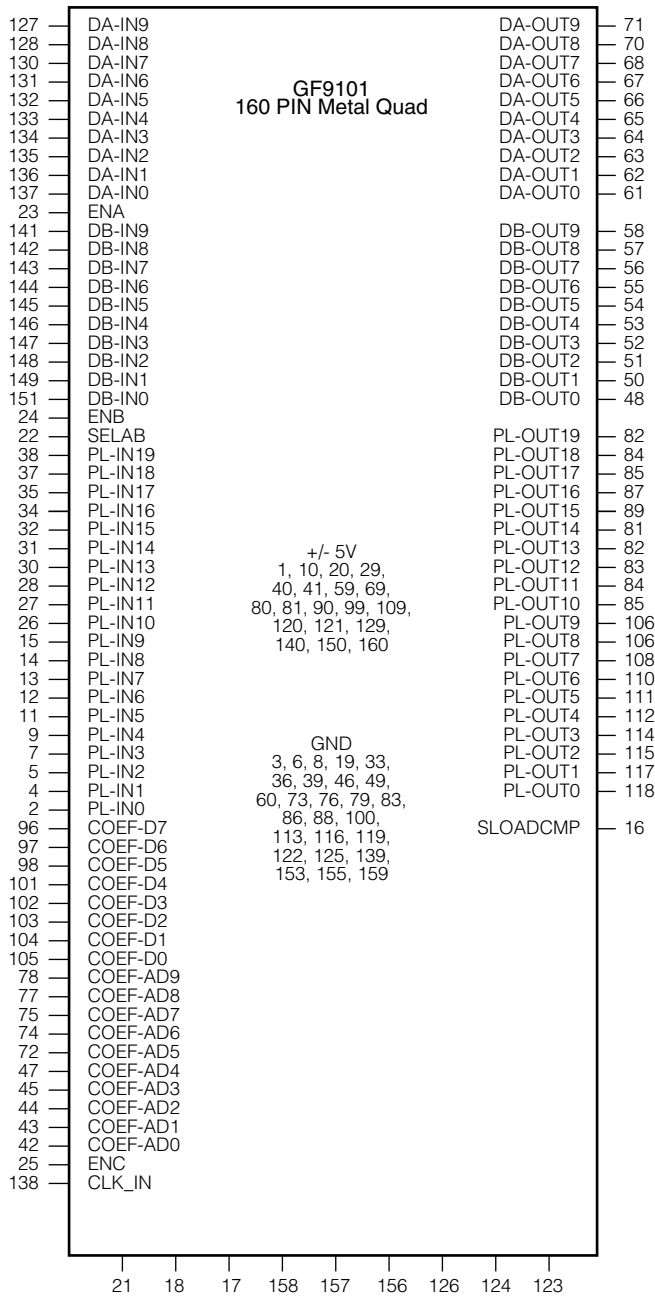 GF9101
160 PIN Metal Quad
127 DA-IN9
128 DA-IN8
130 DA-IN7
131 DA-IN6
132 DA-IN5
133 DA-IN4
134 DA-IN3
135 DA-IN2
136 DA-IN1
137 DA-IN0
23 ENA
141 DB-IN9
142 DB-IN8
143 DB-IN7
144 DB-IN6
145 DB-IN5
146 DB-IN4
147 DB-IN3
148 DB-IN2
149 DB-IN1
151 DB-IN0
24 ENB
22 SELAB
38 PL-IN19
37 PL-IN18
35 PL-IN17
34 PL-IN16
32 PL-IN15
31 PL-IN14
30 PL-IN13
28 PL-IN12
27 PL-IN11
26 PL-IN10
15 PL-IN9
14 PL-IN8
13 PL-IN7
12 PL-IN6
11 PL-IN5
9 PL-IN4
7 PL-IN3
5 PL-IN2
4 PL-IN1
2 PL-IN0
96 COEF-D7
97 COEF-D6
98 COEF-D5
101 COEF-D4
102 COEF-D3
103 COEF-D2
104 COEF-D1
105 COEF-D0
78 COEF-AD9
77 COEF-AD8
75 COEF-AD7
74 COEF-AD6
72 COEF-AD5
47 COEF-AD4
45 COEF-AD3
44 COEF-AD2
43 COEF-AD1
42 COEF-AD0
25 ENC
138 CLK_IN
+/- 5V
1, 10, 20, 29,
40, 41, 59, 69,
80, 81, 90, 99, 109,
120, 121, 129,
140, 150, 160
GND
3, 6, 8, 19, 33,
36, 39, 46, 49,
60, 73, 76, 79, 83,
86, 88, 100,
113, 116, 119,
122, 125, 139,
153, 155, 159
DA-OUT9 71
DA-OUT8 70
DA-OUT7 68
DA-OUT6 67
DA-OUT5 66
DA-OUT4 65
DA-OUT3 64
DA-OUT2 63
DA-OUT1 62
DA-OUT0 61
DB-OUT9 58
DB-OUT8 57
DB-OUT7 56
DB-OUT6 55
DB-OUT5 54
DB-OUT4 53
DB-OUT3 52
DB-OUT2 51
DB-OUT1 50
DB-OUT0 48
PL-OUT19 82
PL-OUT18 84
PL-OUT17 85
PL-OUT16 87
PL-OUT15 89
PL-OUT14 81
PL-OUT13 82
PL-OUT12 83
PL-OUT11 84
PL-OUT10 85
PL-OUT9 106
PL-OUT8 106
PL-OUT7 108
PL-OUT6 110
PL-OUT5 111
PL-OUT4 112
PL-OUT3 114
PL-OUT2 115
PL-OUT1 117
PL-OUT0 118
SLOADCMP 16
21 18 17 158 157 156 126 124 123